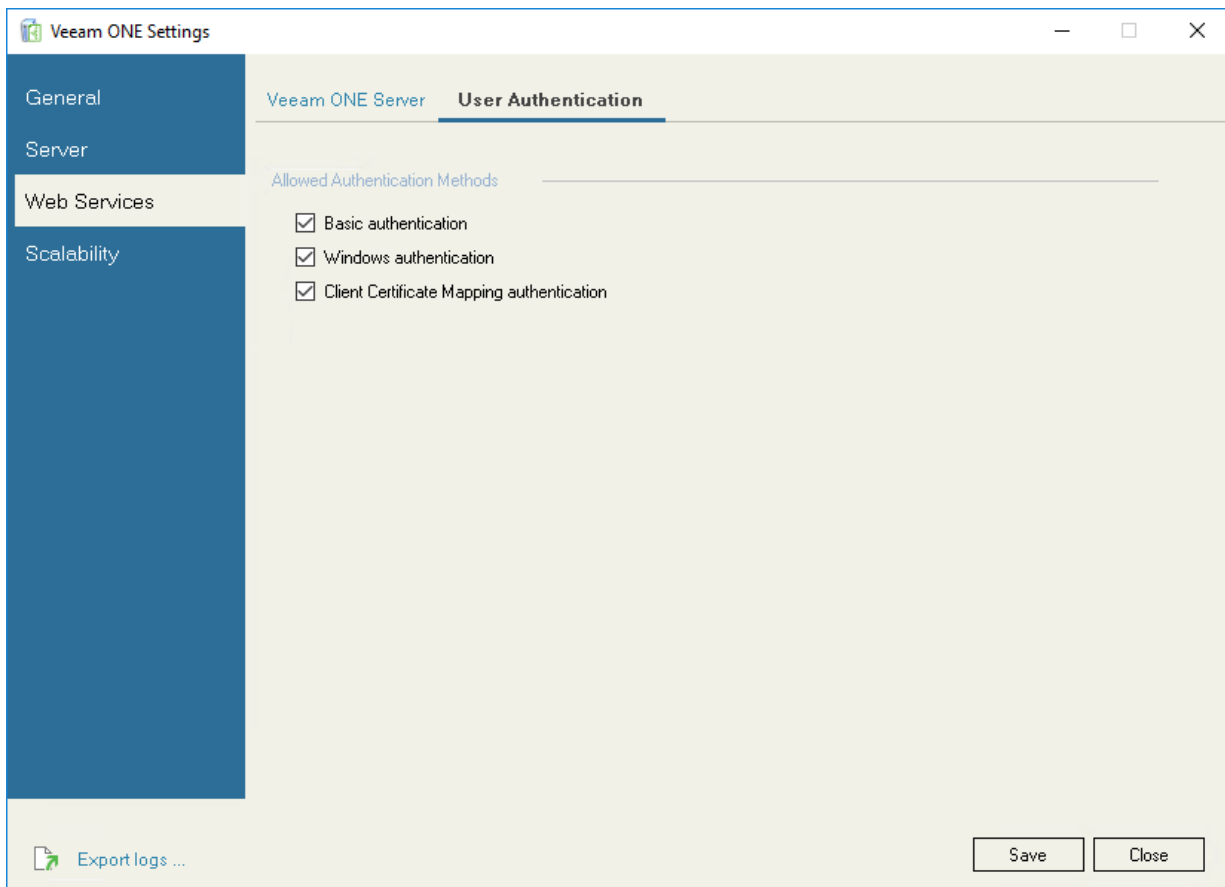 Veeam ONE Settings
General
Server
Web Services
Scalability
Veeam ONE Server User Authentication
Allowed Authentication Methods
Basic authentication
Windows authentication
Client Certificate Mapping authentication
Export logs ...
Save Close